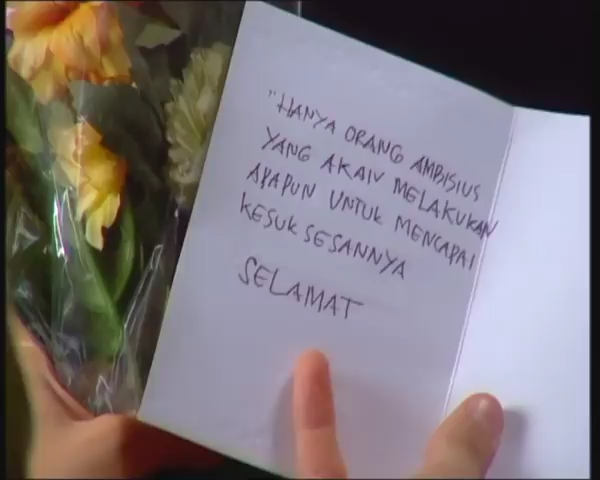 "HANYA ORANG AMBISIUS
YANG AKAN MELAKUKAN
APAPUN UNTUK MENCAPAI
KESUKSESANNYA
SELAMAT